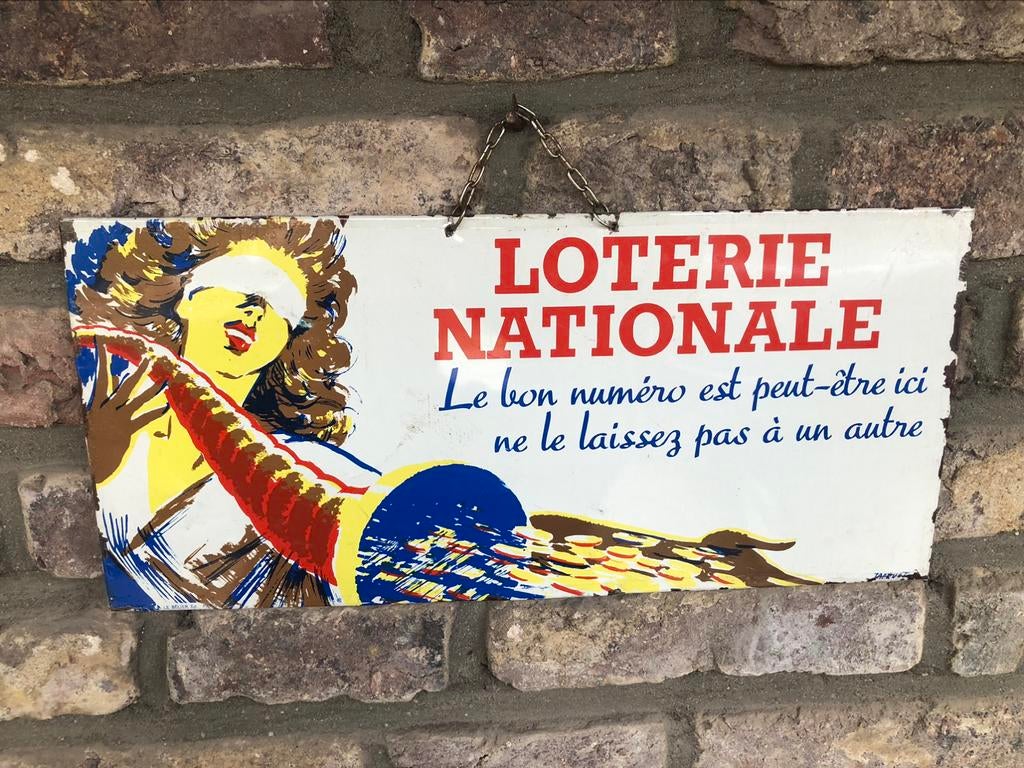 LOTERIE
NATIONALE
Le bon numéro est peut-être ici
ne le laissez pas à un autre